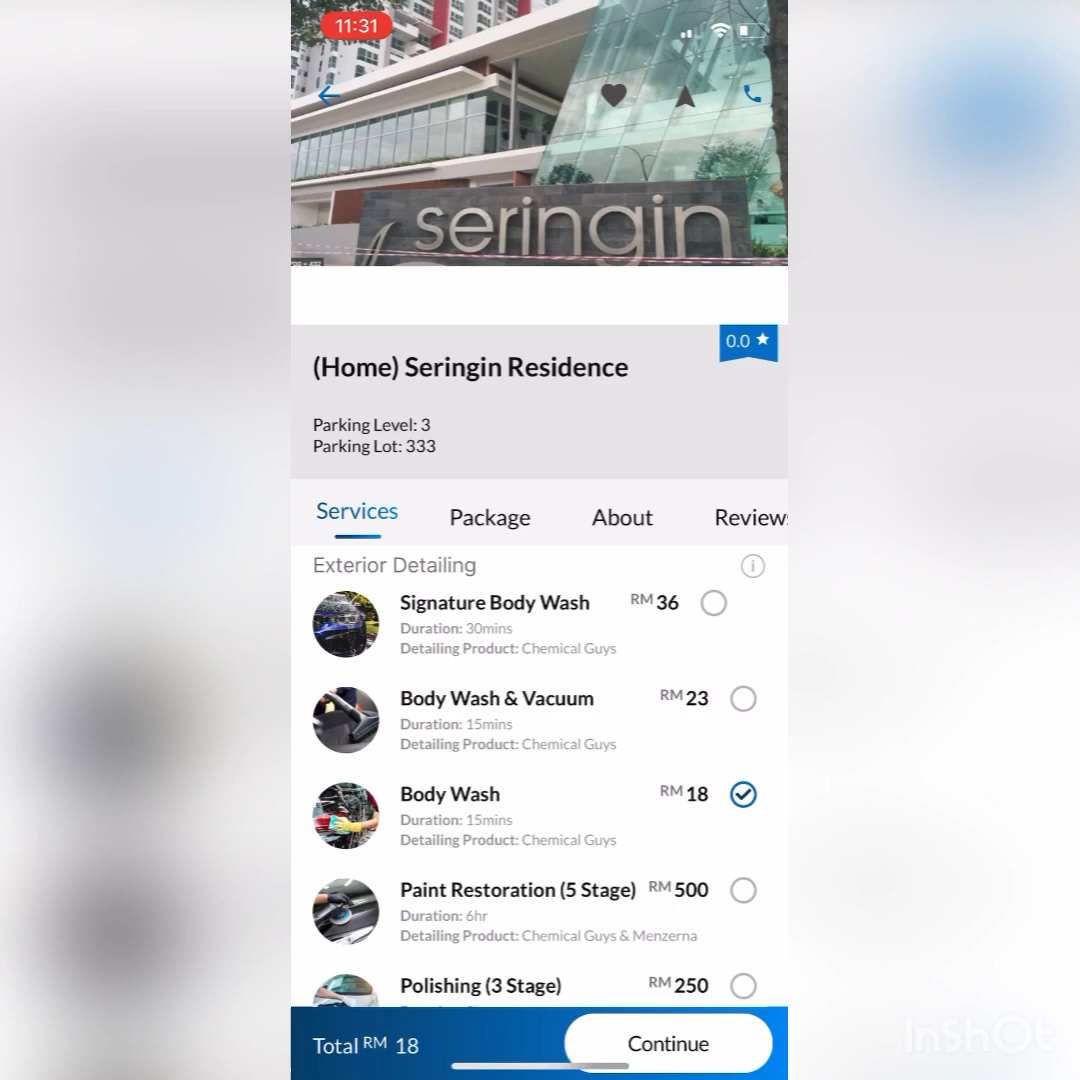 11:31
seringin
0.0
(Home) Seringin Residence
Parking Level: 3
Parking Lot: 333
Services Package About Reviews
Exterior Detailing
Signature Body Wash RM 36
Duration: 30mins
Detailing Product: Chemical Guys
Body Wash & Vacuum RM 23
Duration: 15mins
Detailing Product: Chemical Guys
Body Wash RM 18
Duration: 15mins
Detailing Product: Chemical Guys
Paint Restoration (5 Stage) RM 500
Duration: 6hr
Detailing Product: Chemical Guys & Menzerna
Polishing (3 Stage) RM 250
Total RM 18 Continue
InShOt